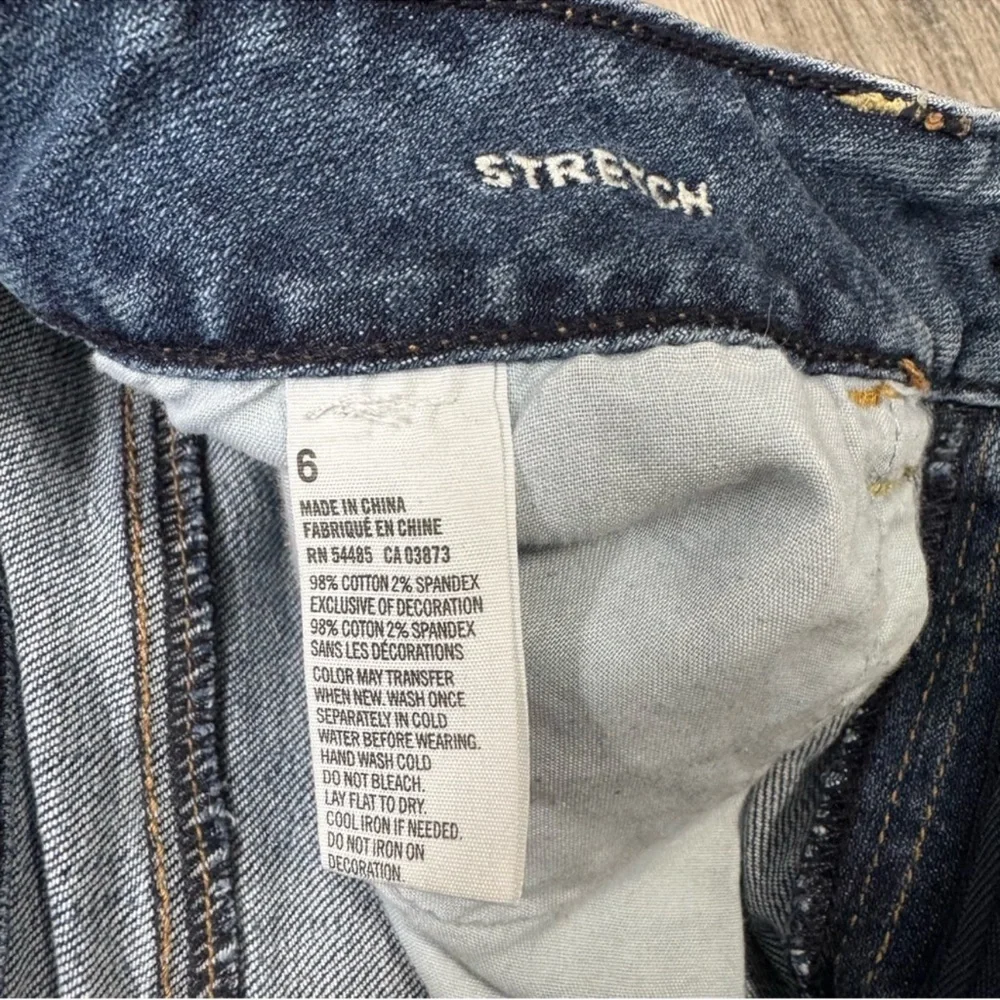 STRETCH
6
MADE IN CHINA
FABRIQUÉ EN CHINE
RN 54485 CA 03873
98% COTTON 2% SPANDEX
EXCLUSIVE OF DECORATION
98% COTON 2% SPANDEX
SANS LES DÉCORATIONS
COLOR MAY TRANSFER
WHEN NEW. WASH ONCE
SEPARATELY IN COLD
WATER BEFORE WEARING.
HAND WASH COLD
DO NOT BLEACH.
LAY FLAT TO DRY.
COOL IRON IF NEEDED.
DO NOT IRON ON
DECORATION.